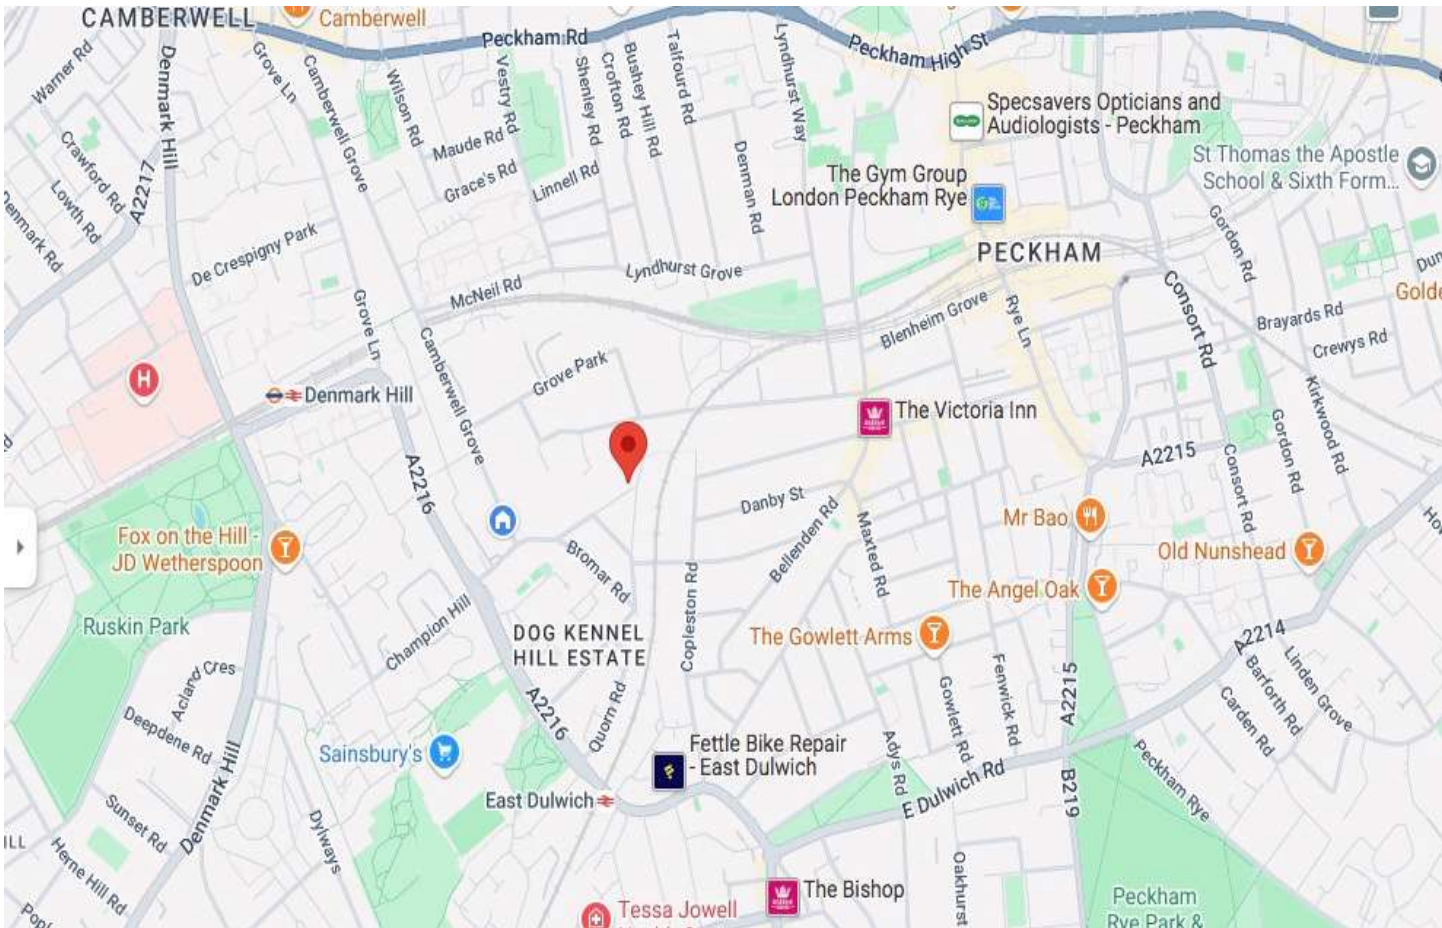 CAMBERWELL
Camberwell
Peckham Rd
Peckham High St
Warner Rd
Denmark Hill
Grove Ln
Camberwell Grove
Wilson Rd
Vestry Rd
Shenley Rd
Crofton Rd
Bushey Hill Rd
Talfourd Rd
Lyndhurst Way
Specsavers Opticians and
Audiologists - Peckham
Crawford Rd
Maude Rd
Grace's Rd
Linnell Rd
Denman Rd
The Gym Group
London Peckham Rye
St Thomas the Apostle
School & Sixth Form...
A2217
Lowth Rd
Denmark Rd
De Crespigny Park
PECKHAM
Gordon Rd
Dun
Golde
McNeil Rd
Lyndhurst Grove
Grove Ln
Camberwell Grove
Blenheim Grove
Rye Ln
Consort Rd
Brayards Rd
Crewys Rd
H
Denmark Hill
Grove Park
The Victoria Inn
Kirkwood Rd
Gordon Rd
A2215
Consort Rd
A2216
Danby St
Bellenden Rd
Maxted Rd
Mr Bao
Old Nunshead
Fox on the Hill -
JD Wetherspoon
Bromar Rd
Copleston Rd
The Angel Oak
Ruskin Park
Champion Hill
DOG KENNEL
HILL ESTATE
The Gowlett Arms
A2214
Acland Cres
Deepdene Rd
A2216
Quorn Rd
Gowlett Rd
Fenwick Rd
A2215
Barforth Rd
Linden Grove
Carden Rd
Sainsbury's
Denmark Hill
Fettle Bike Repair
- East Dulwich
Adys Rd
E Dulwich Rd
B219
Peckham Rye
East Dulwich
Sunset Rd
Dylways
ILL
Herne Hill Rd
The Bishop
Oakhurst
Peckham
Rye Park &
Tessa Jowell